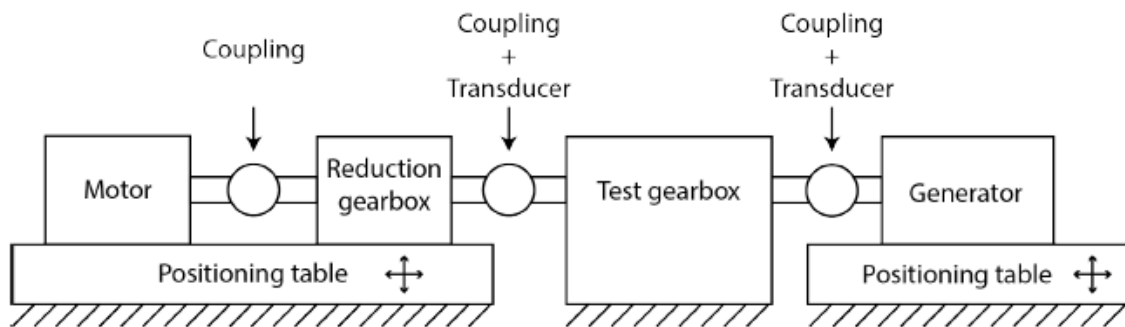 Coupling
Coupling
+
Transducer
Coupling
+
Transducer
Motor
Reduction
gearbox
Test gearbox
Generator
Positioning table
Positioning table